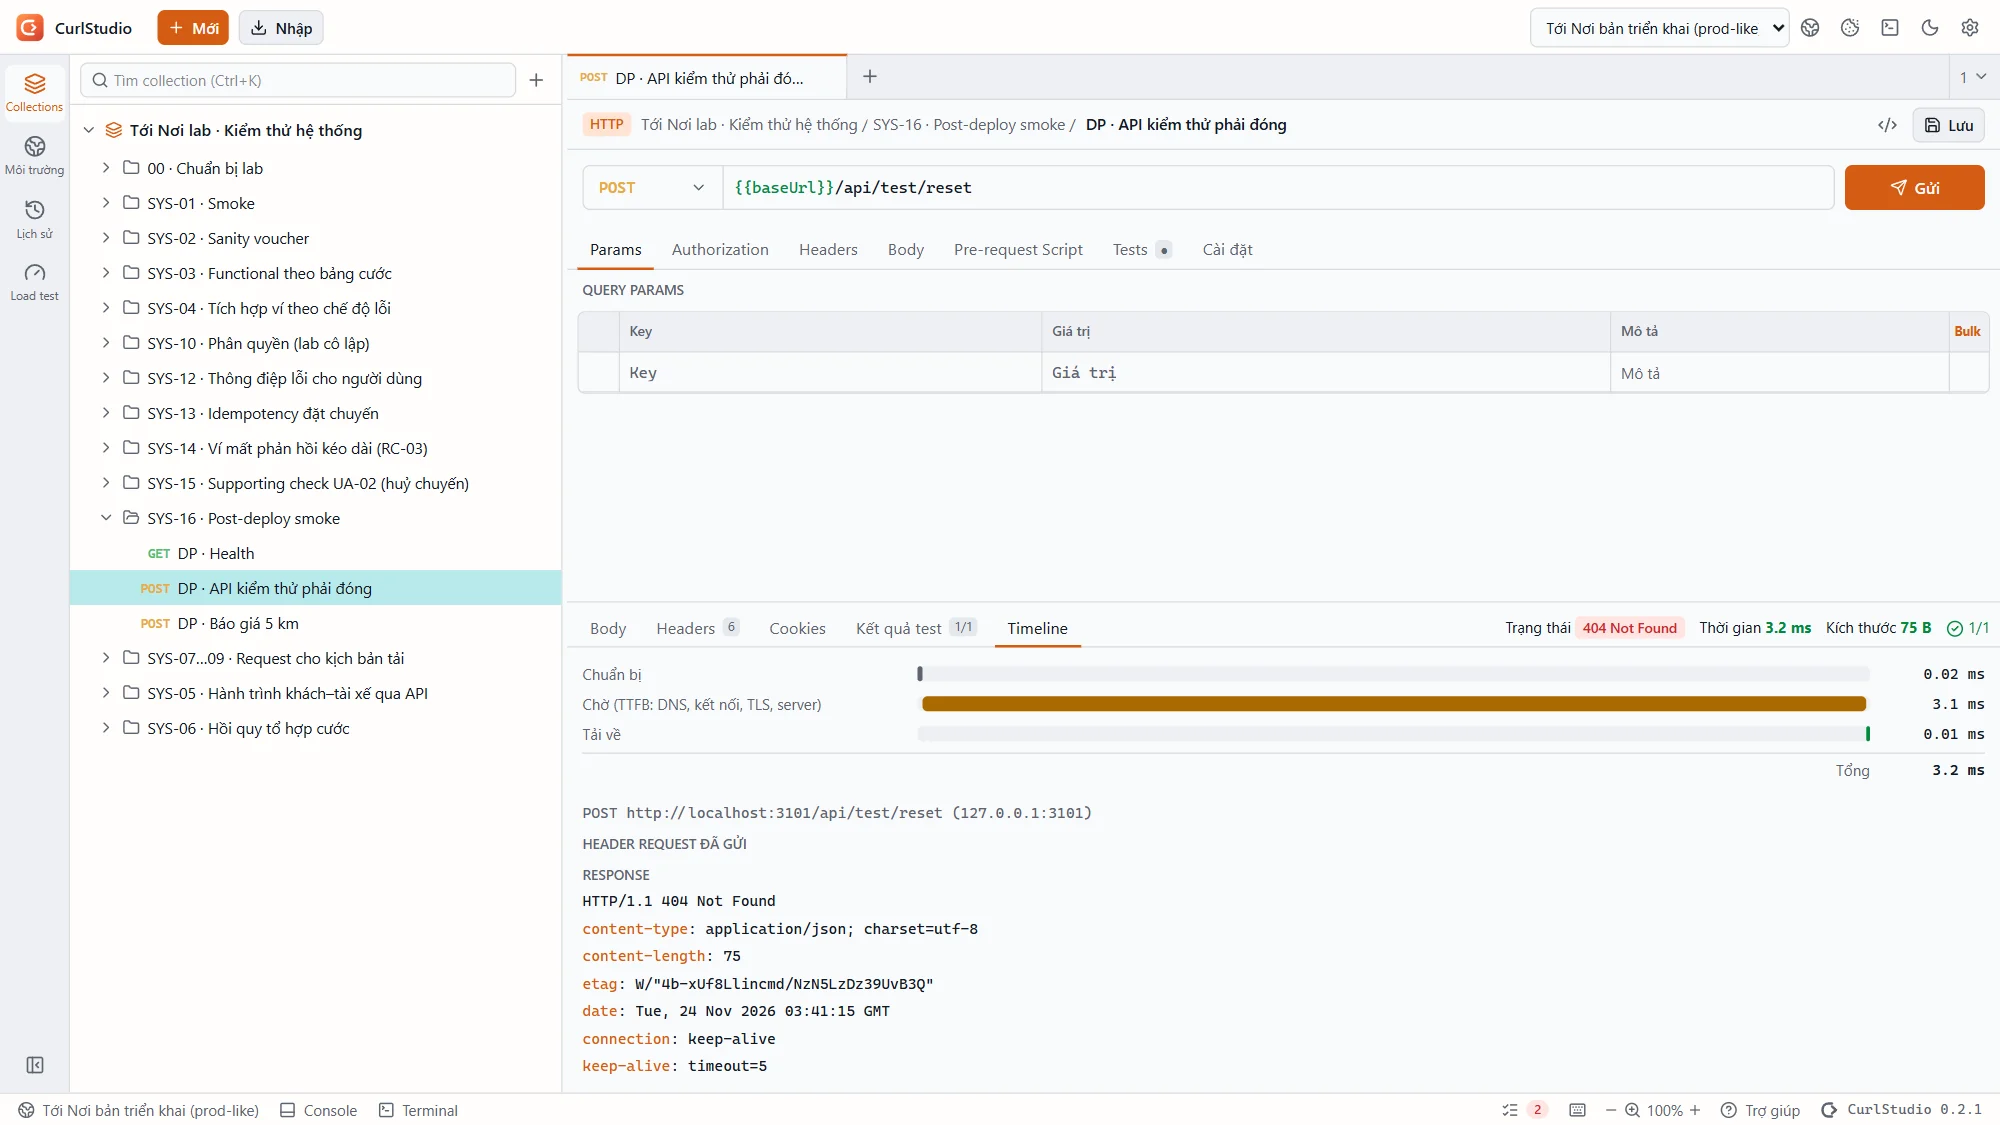 CurlStudio
Mới
Nhập
Tới Nơi bản triển khai (prod-like
Collections
Môi trường
Lịch sử
Load test
Tìm collection (Ctrl+K)
Tới Nơi lab · Kiểm thử hệ thống
00 · Chuẩn bị lab
SYS-01 · Smoke
SYS-02 · Sanity voucher
SYS-03 · Functional theo bảng cước
SYS-04 · Tích hợp ví theo chế độ lỗi
SYS-10 · Phân quyền (lab cô lập)
SYS-12 · Thông điệp lỗi cho người dùng
SYS-13 · Idempotency đặt chuyến
SYS-14 · Ví mất phản hồi kéo dài (RC-03)
SYS-15 · Supporting check UA-02 (huỷ chuyến)
SYS-16 · Post-deploy smoke
GET DP · Health
POST DP · API kiểm thử phải đóng
POST DP · Báo giá 5 km
SYS-07…09 · Request cho kịch bản tải
SYS-05 · Hành trình khách–tài xế qua API
SYS-06 · Hồi quy tổ hợp cước
POST DP · API kiểm thử phải đó...
1
HTTP Tới Nơi lab · Kiểm thử hệ thống / SYS-16 · Post-deploy smoke / DP · API kiểm thử phải đóng
</> Lưu
POST {{baseUrl}}/api/test/reset
Gửi
Params Authorization Headers Body Pre-request Script Tests Cài đặt
QUERY PARAMS
Key Giá trị Mô tả Bulk
Key Giá trị Mô tả
Body Headers 6 Cookies Kết quả test 1/1 Timeline
Trạng thái 404 Not Found Thời gian 3.2 ms Kích thước 75 B 1/1
Chuẩn bị 0.02 ms
Chờ (TTFB: DNS, kết nối, TLS, server) 3.1 ms
Tải về 0.01 ms
Tổng 3.2 ms
POST http://localhost:3101/api/test/reset (127.0.0.1:3101)
HEADER REQUEST ĐÃ GỬI
RESPONSE
HTTP/1.1 404 Not Found
content-type: application/json; charset=utf-8
content-length: 75
etag: W/"4b-xUf8Llincmd/NzN5LzDz39UvB3Q"
date: Tue, 24 Nov 2026 03:41:15 GMT
connection: keep-alive
keep-alive: timeout=5
Tới Nơi bản triển khai (prod-like) Console Terminal
2 100% Trợ giúp CurlStudio 0.2.1